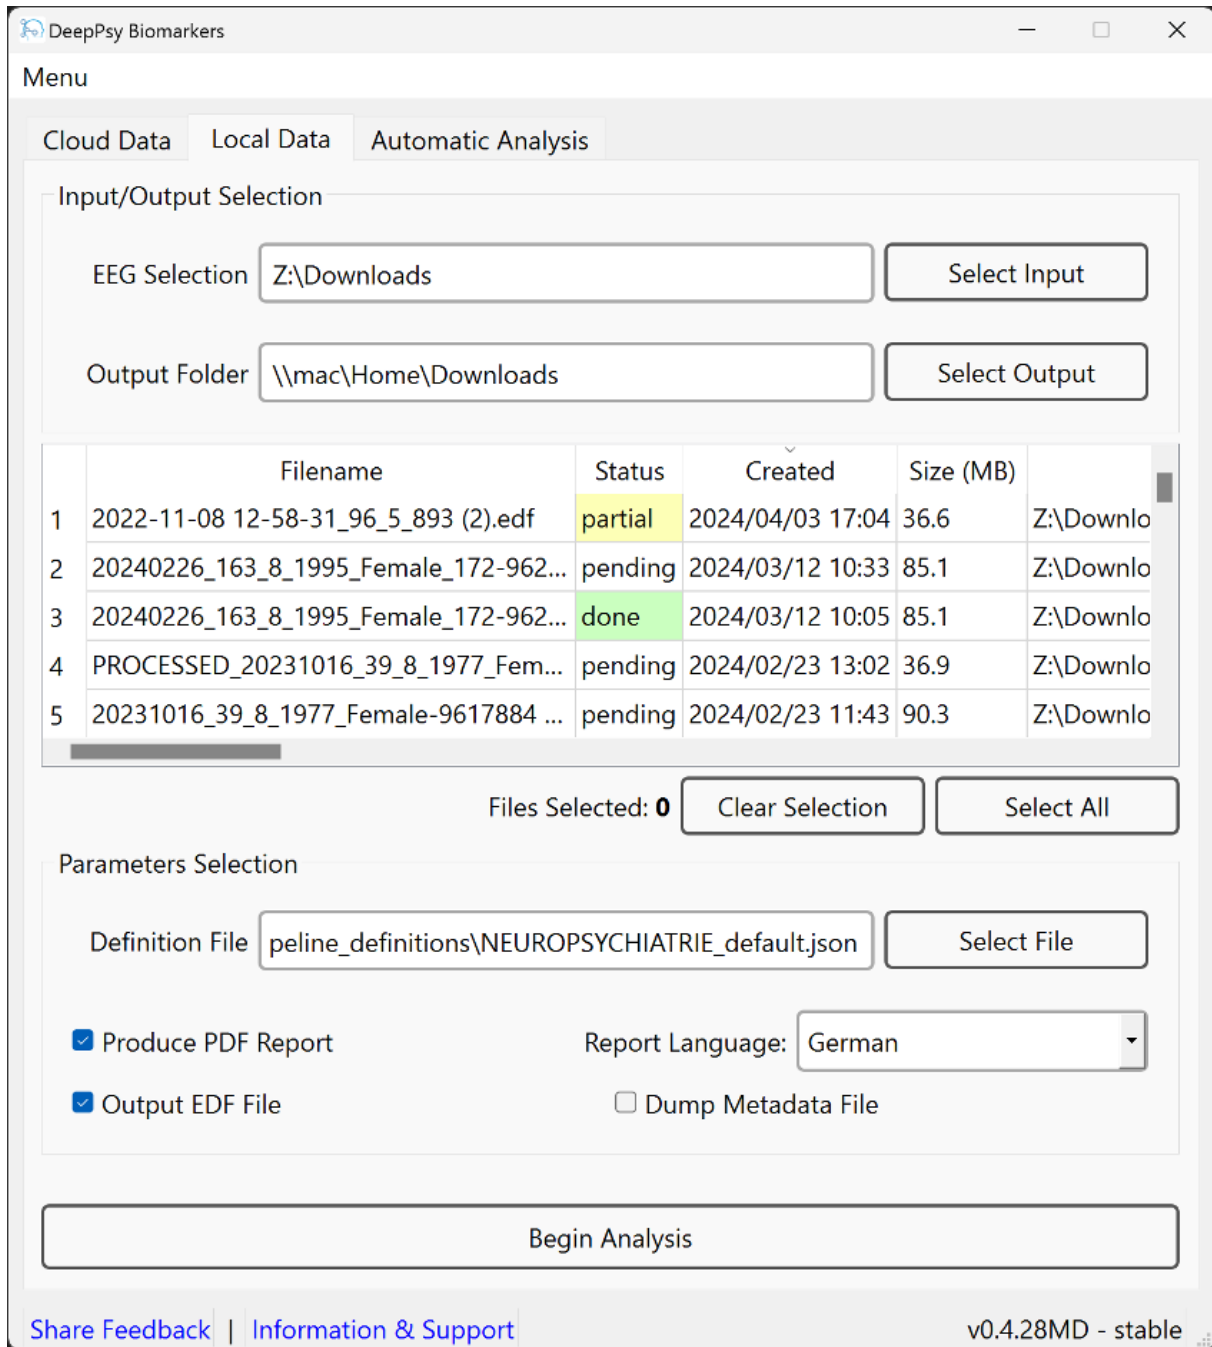 DeepPsy Biomarkers
Menu
Cloud Data Local Data Automatic Analysis
Input/Output Selection
EEG Selection Z:\Downloads Select Input
Output Folder \\mac\Home\Downloads Select Output
Filename Status Created Size (MB)
1 2022-11-08 12-58-31_96_5_893 (2).edf partial 2024/04/03 17:04 36.6 Z:\Downlo
2 20240226_163_8_1995_Female_172-962... pending 2024/03/12 10:33 85.1 Z:\Downlo
3 20240226_163_8_1995_Female_172-962... done 2024/03/12 10:05 85.1 Z:\Downlo
4 PROCESSED_20231016_39_8_1977_Fem... pending 2024/02/23 13:02 36.9 Z:\Downlo
5 20231016_39_8_1977_Female-9617884 ... pending 2024/02/23 11:43 90.3 Z:\Downlo
Files Selected: 0 Clear Selection Select All
Parameters Selection
Definition File peline_definitions\NEUROPSYCHIATRIE_default.json Select File
Produce PDF Report Report Language: German
Output EDF File Dump Metadata File
Begin Analysis
Share Feedback | Information & Support v0.4.28MD - stable